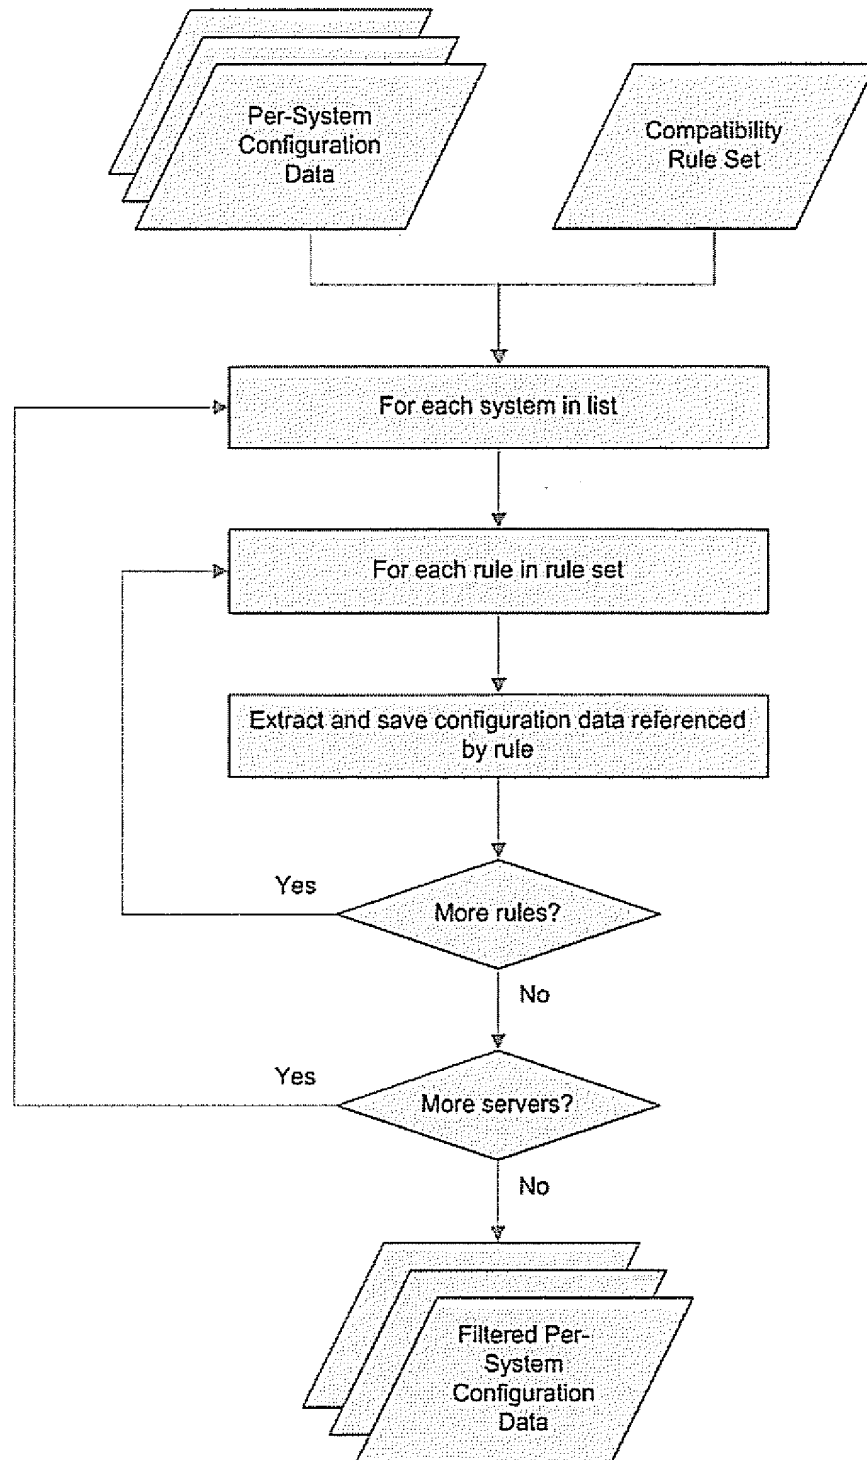 Per-System
Configuration
Data
Compatibility
Rule Set
For each system in list
For each rule in rule set
Extract and save configuration data referenced
by rule
Yes
More rules?
No
Yes
More servers?
No
Filtered Per-
System
Configuration
Data